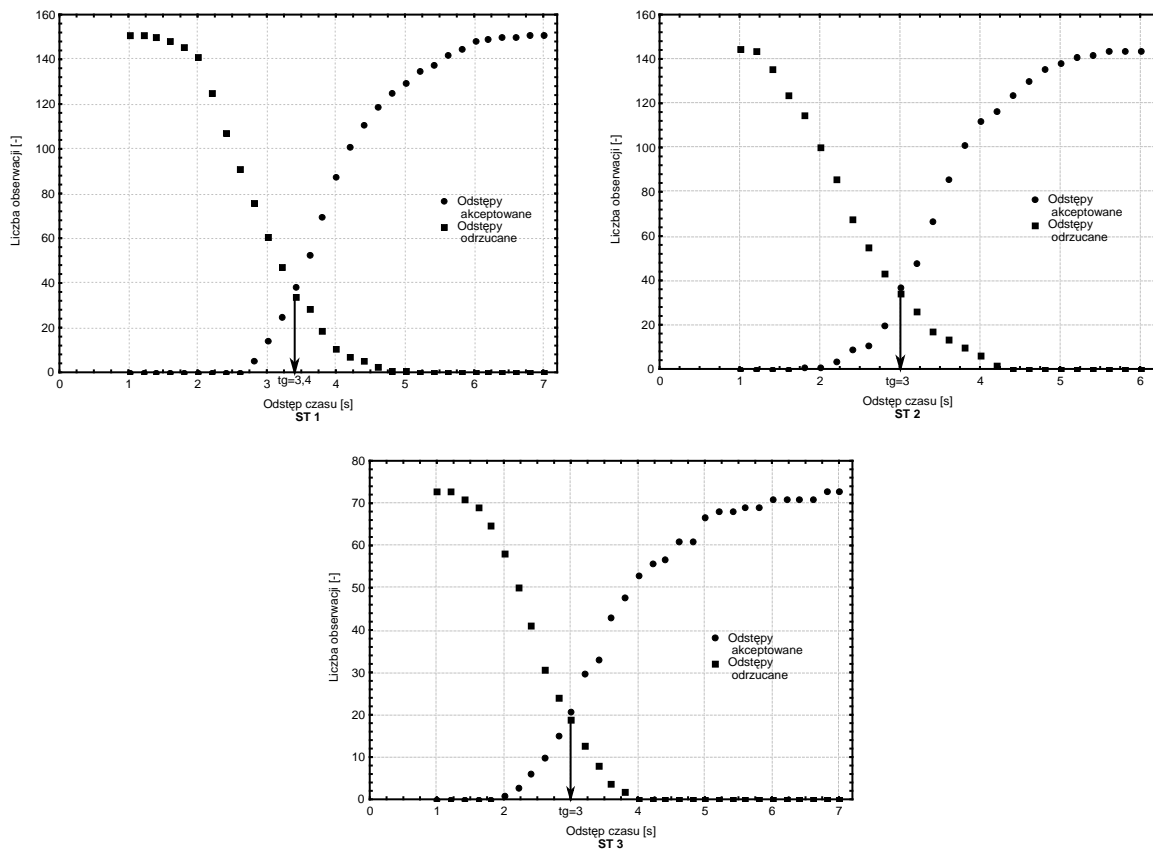 160
140
120
100
80
60
40
20
0
Liczba obserwacji [-]
Odstępy
akceptowane
Odstępy
odrzucane
0 1 2 3 tg=3,4 4 5 6 7
Odstęp czasu [s]
ST 1
160
140
120
100
80
60
40
20
0
Liczba obserwacji [-]
Odstępy
akceptowane
Odstępy
odrzucane
0 1 2 tg=3 4 5 6
Odstęp czasu [s]
ST 2
80
70
60
50
40
30
20
10
0
Liczba obserwacji [-]
Odstępy
akceptowane
Odstępy
odrzucane
0 1 2 tg=3 4 5 6 7
Odstęp czasu [s]
ST 3